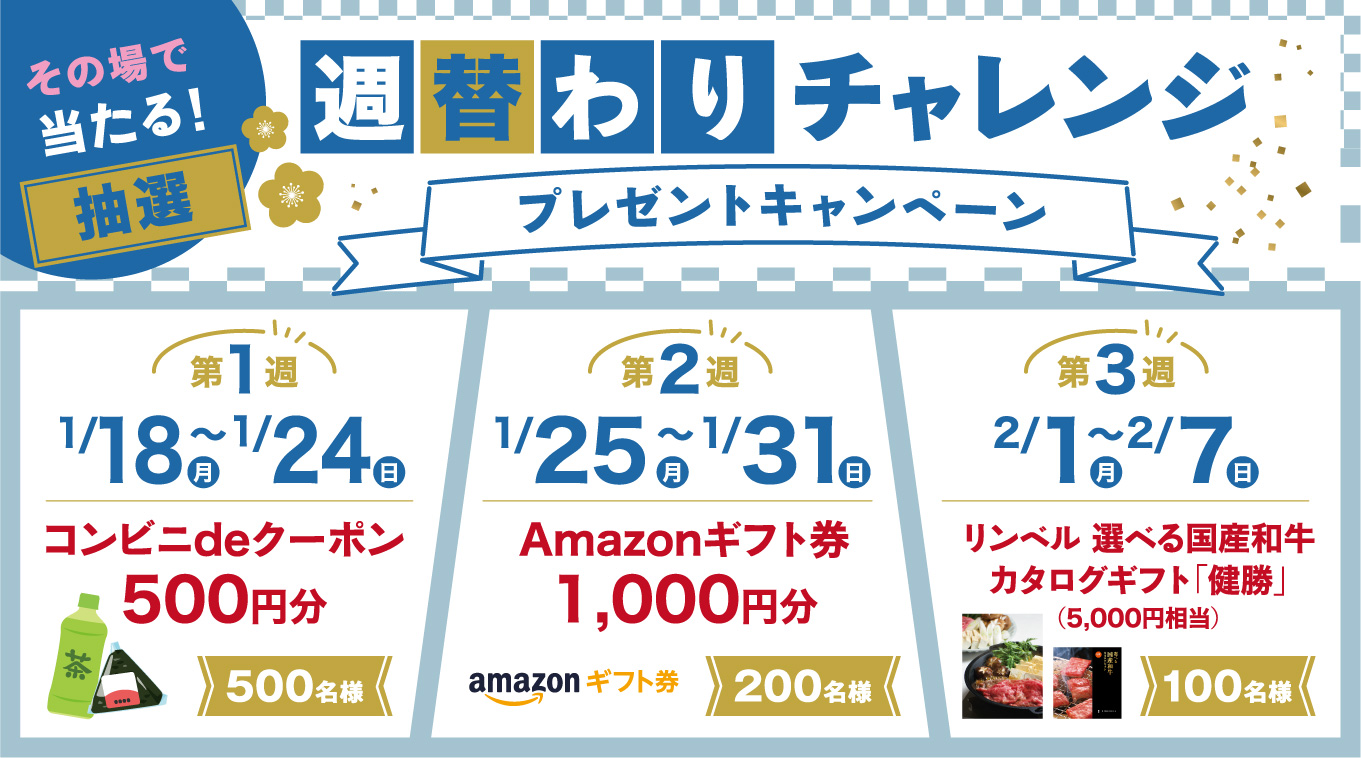 その場で
当たる!
抽選
週替わりチャレンジ
プレゼントキャンペーン
第1週
1/18月～1/24日
コンビニdeクーポン
500円分
茶
500名様
第2週
1/25月～1/31日
Amazonギフト券
1,000円分
amazon ギフト券
200名様
第3週
2/1月～2/7日
リンベル 選べる国産和牛
カタログギフト「健勝」
（5,000円相当）
国産和牛
100名様